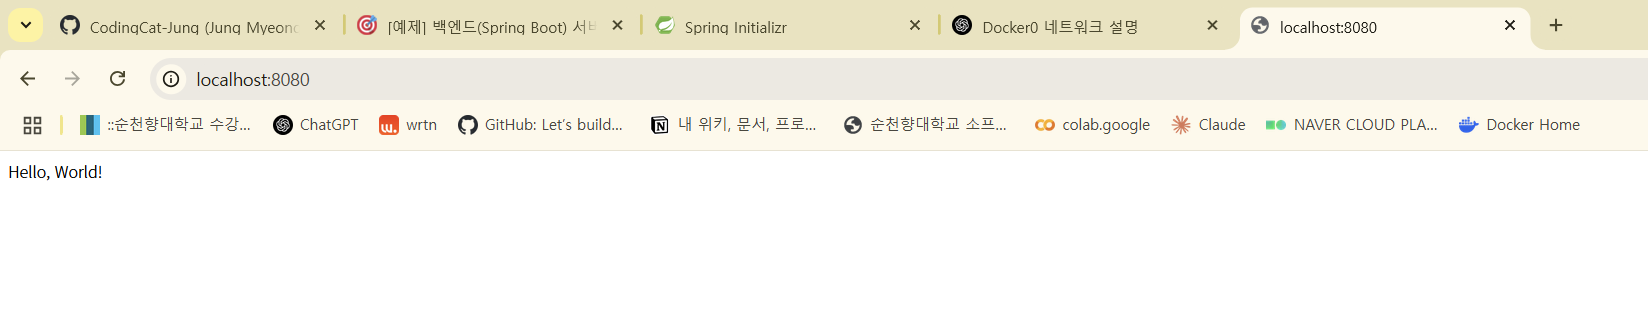 CodingCat-Jung (Jung Myeong
[예제] 백엔드(Spring Boot) 서버
Spring Initializr
Docker0 네트워크 설명
localhost:8080
localhost:8080
::순천향대학교 수강...
ChatGPT
wrtn
GitHub: Let's build...
내 위키, 문서, 프로...
순천향대학교 소프...
colab.google
Claude
NAVER CLOUD PLA...
Docker Home
Hello, World!